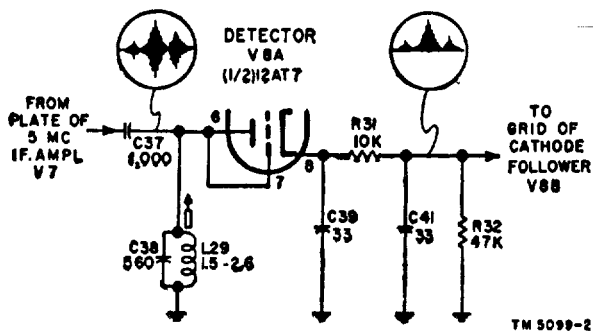 DETECTOR
V8A
(1/2)12AT7
FROM
PLATE OF
5 MC
I.F. AMPL
V7
C37
1,000
6
7
8
R31
10K
TO
GRID OF
CATHODE
FOLLOWER
V8B
C38
560
L29
1.5-2.6
C39
33
C41
33
R32
47K
TM 5099-2